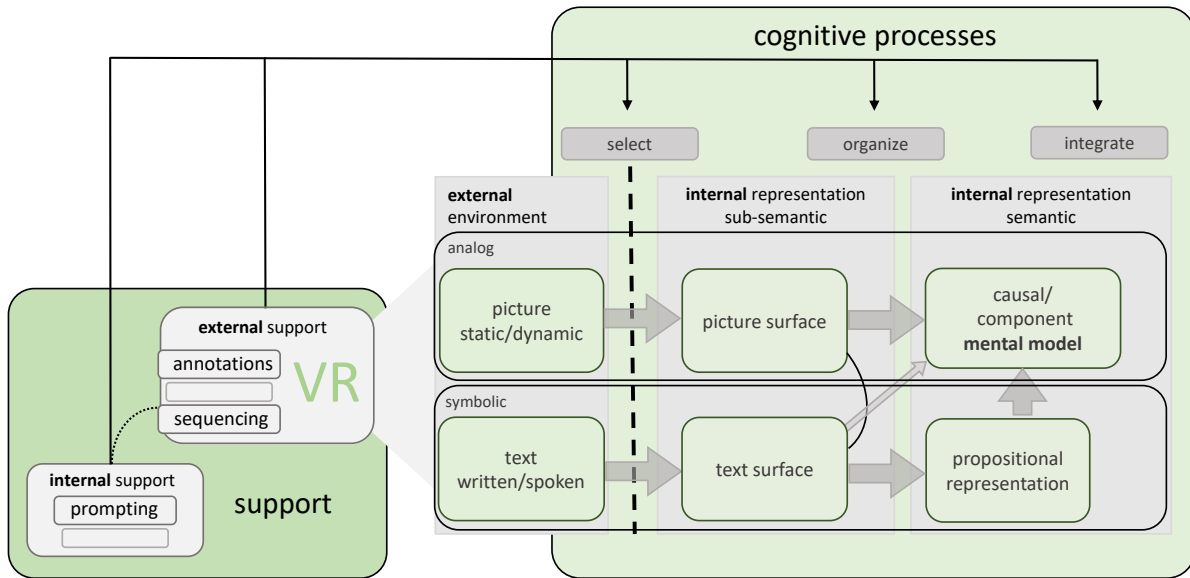 cognitive processes
select
organize
integrate
external
environment
internal representation
sub-semantic
internal representation
semantic
analog
picture
static/dynamic
picture surface
causal/
component
mental model
external support
annotations
VR
sequencing
symbolic
text
written/spoken
text surface
propositional
representation
internal support
prompting
support